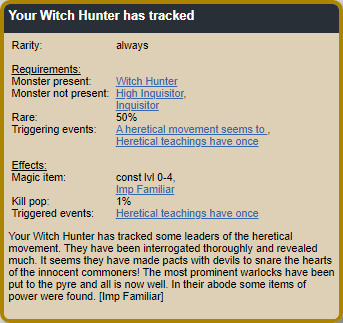 Your Witch Hunter has tracked
Rarity: always
Requirements:
Monster present: Witch Hunter
Monster not present: High Inquisitor,
Inquisitor
Rare: 50%
Triggering events: A heretical movement seems to ,
Heretical teachings have once
Effects:
Magic item: const lvl 0-4,
Imp Familiar
Kill pop: 1%
Triggered events: Heretical teachings have once
Your Witch Hunter has tracked some leaders of the heretical
movement. They have been interrogated thoroughly and revealed
much. It seems they have made pacts with devils to snare the hearts
of the innocent commoners! The most prominent warlocks have been
put to the pyre and all is now well. In their abode some items of
power were found. [Imp Familiar]